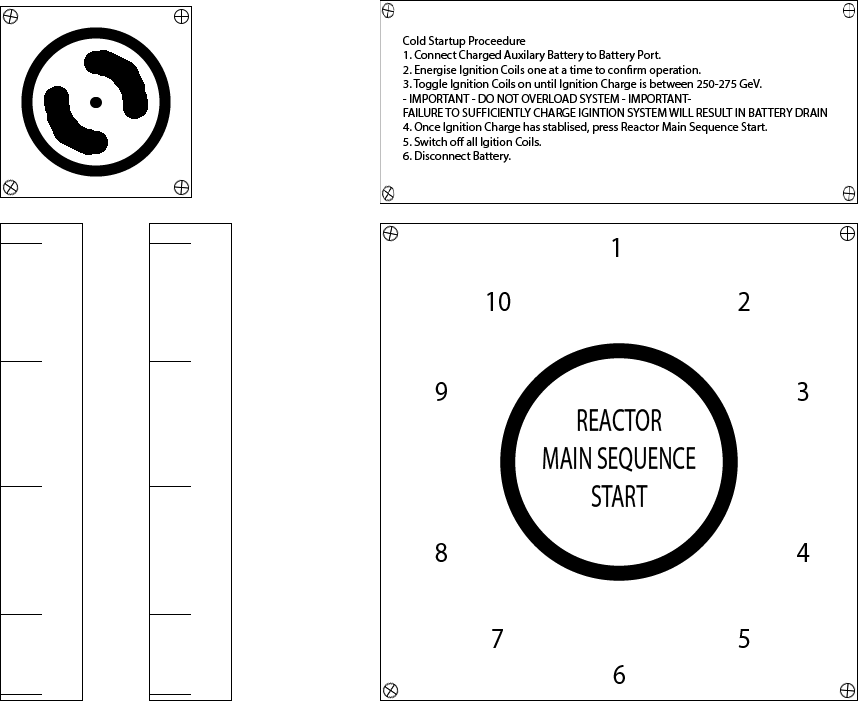 Cold Startup Proceedure
1. Connect Charged Auxilary Battery to Battery Port.
2. Energise Ignition Coils one at a time to confirm operation.
3. Toggle Ignition Coils on until Ignition Charge is between 250-275 GeV.
- IMPORTANT - DO NOT OVERLOAD SYSTEM - IMPORTANT-
FAILURE TO SUFFICIENTLY CHARGE IGINTION SYSTEM WILL RESULT IN BATTERY DRAIN
4. Once Ignition Charge has stablised, press Reactor Main Sequence Start.
5. Switch off all Igition Coils.
6. Disconnect Battery.
1
10
2
9
3
REACTOR
MAIN SEQUENCE
START
8
4
7
5
6